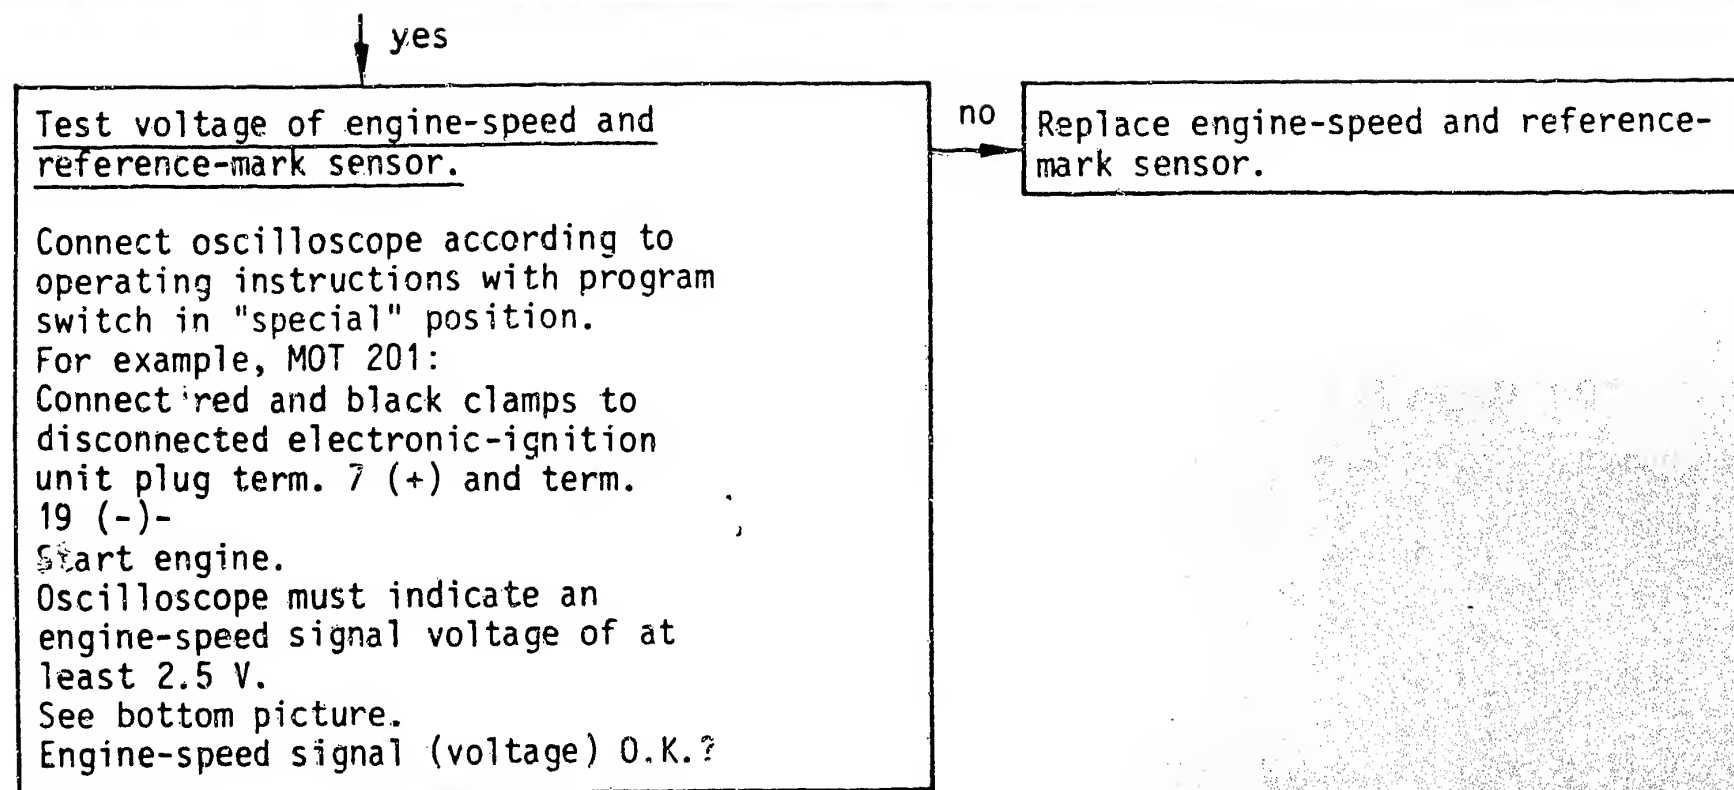 yes
Test voltage of engine-speed and
reference-mark sensor.
Connect oscilloscope according to
operating instructions with program
switch in "special" position.
For example, MOT 201:
Connect red and black clamps to
disconnected electronic-ignition
unit plug term. 7 (+) and term.
19 (-)-
Start engine.
Oscilloscope must indicate an
engine-speed signal voltage of at
least 2.5 V.
See bottom picture.
Engine-speed signal (voltage) O.K.?
no
Replace engine-speed and reference-
mark sensor.